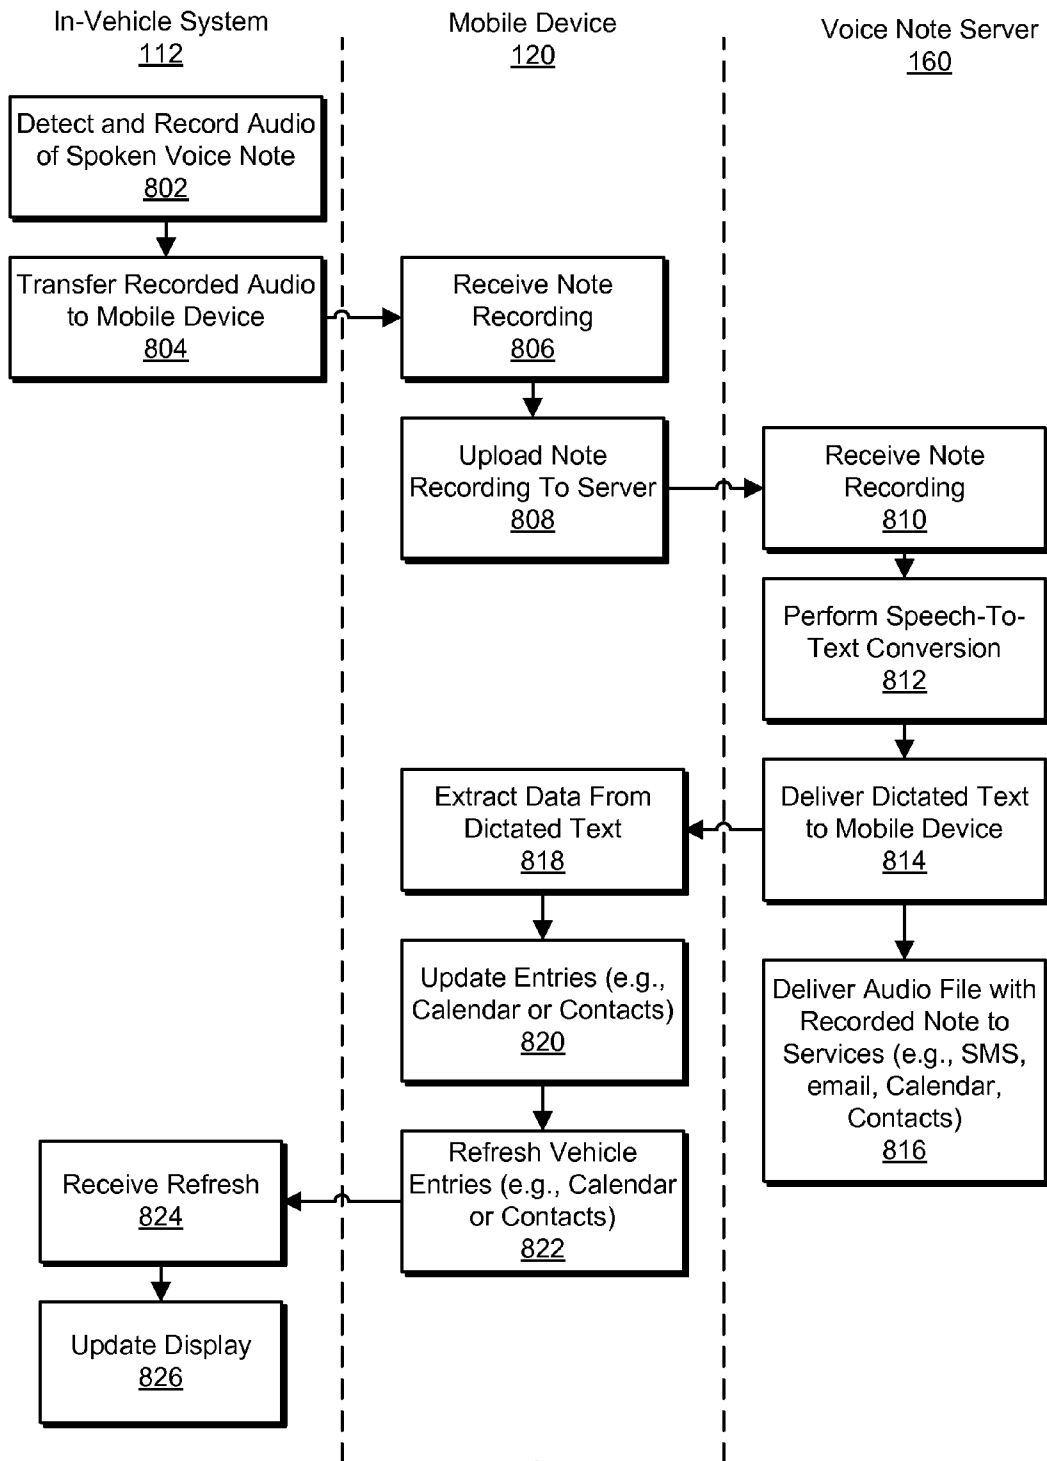 In-Vehicle System
112
Mobile Device
120
Voice Note Server
160
Detect and Record Audio
of Spoken Voice Note
802
Transfer Recorded Audio
to Mobile Device
804
Receive Note
Recording
806
Upload Note
Recording To Server
808
Receive Note
Recording
810
Perform Speech-To-
Text Conversion
812
Deliver Dictated Text
to Mobile Device
814
Deliver Audio File with
Recorded Note to
Services (e.g., SMS,
email, Calendar,
Contacts)
816
Extract Data From
Dictated Text
818
Update Entries (e.g.,
Calendar or Contacts)
820
Refresh Vehicle
Entries (e.g., Calendar
or Contacts)
822
Receive Refresh
824
Update Display
826